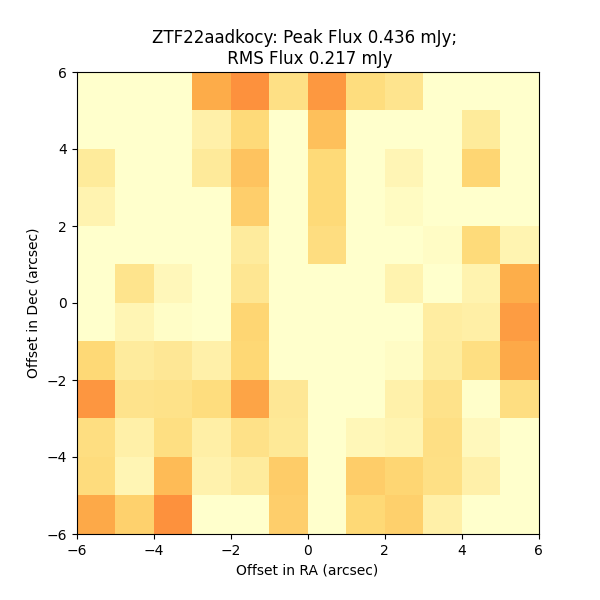 ZTF22aadkocy: Peak Flux 0.436 mJy;
RMS Flux 0.217 mJy
6
4
2
0
−2
−4
−6
Offset in Dec (arcsec)
−6 −4 −2 0 2 4 6
Offset in RA (arcsec)